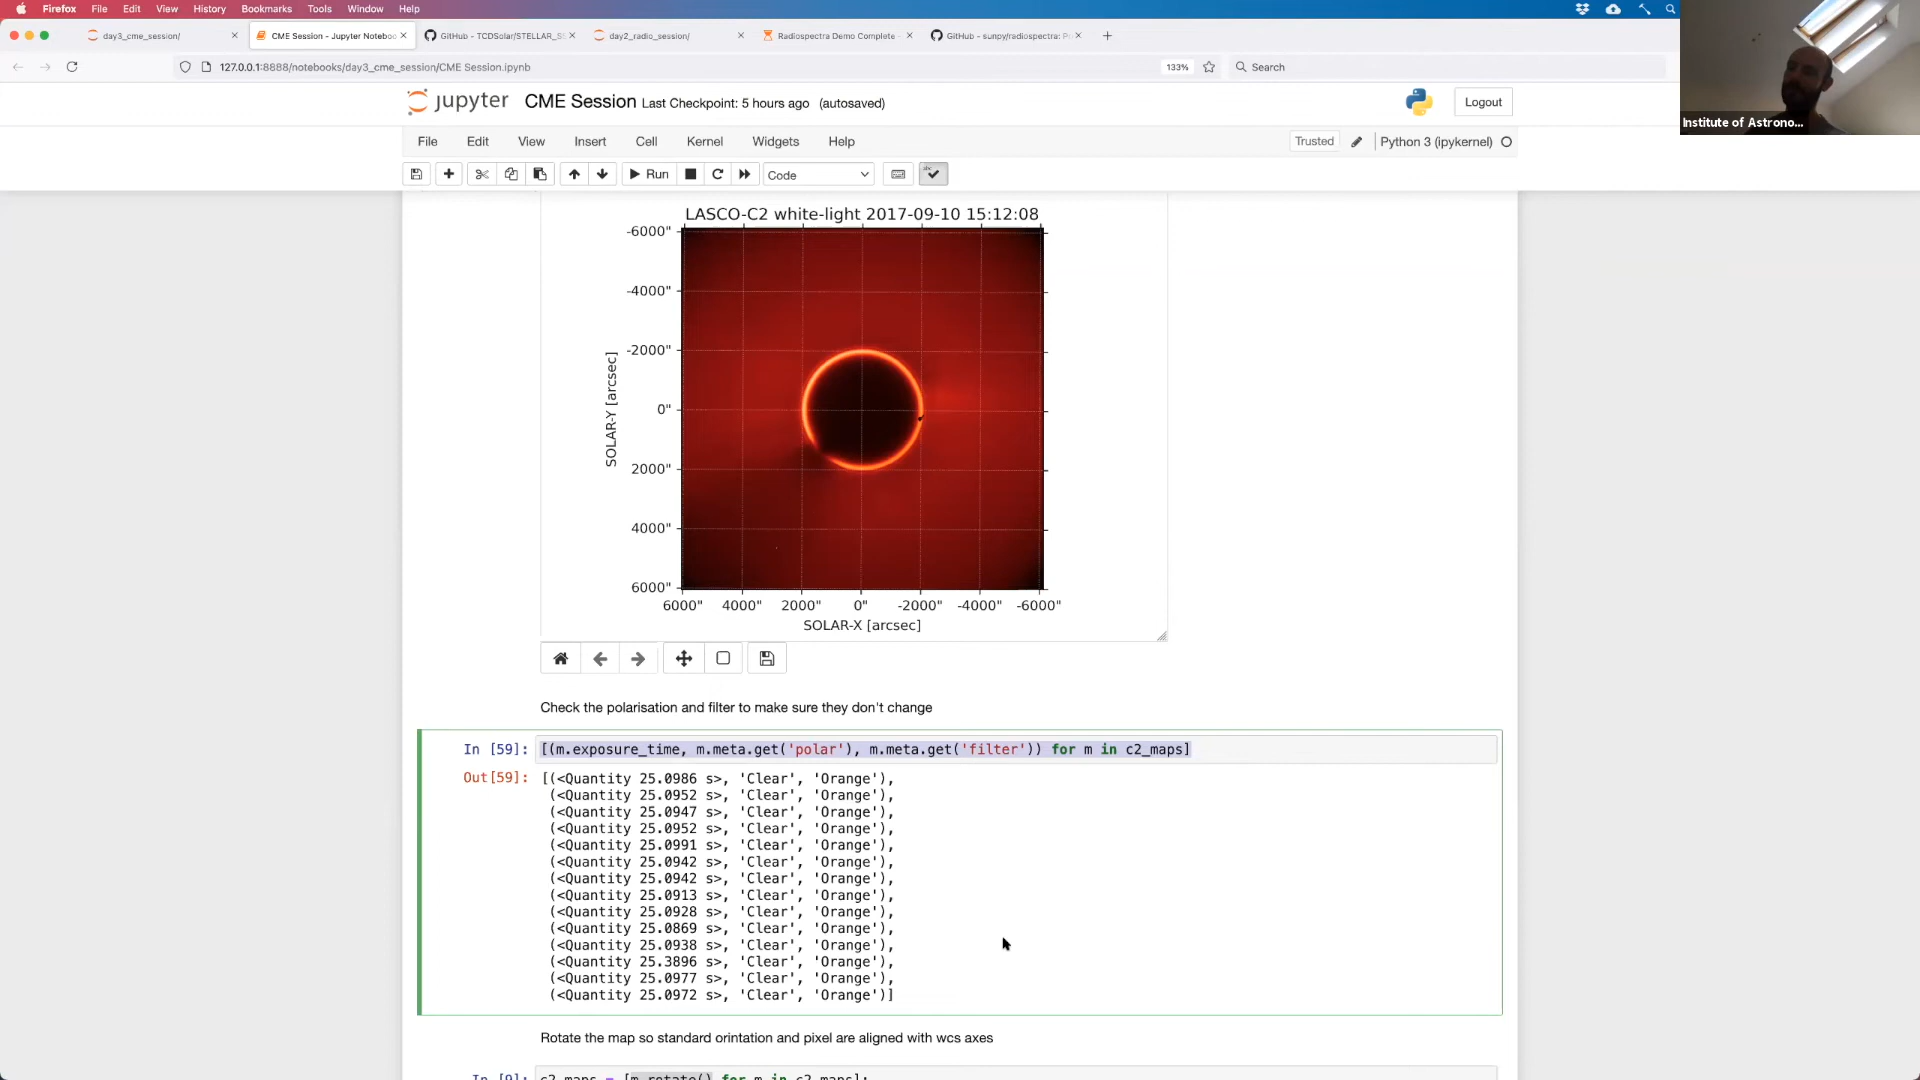 Firefox File Edit View History Bookmarks Tools Window Help
day3_cme_session/
CME Session - Jupyter Noteboo
GitHub - TCDSolar/STELLAR_S
day2_radio_session/
Radiospectra Demo Complete -
GitHub - sunpy/radiospectra: P
127.0.0.1:8888/notebooks/day3_cme_session/CME Session.ipynb
133%
Search
Institute of Astrono...
jupyter CME Session Last Checkpoint: 5 hours ago (autosaved)
Logout
File Edit View Insert Cell Kernel Widgets Help
Trusted
Python 3 (ipykernel)
Run
Code
LASCO-C2 white-light 2017-09-10 15:12:08
-6000"
-4000"
-2000"
0"
2000"
4000"
6000"
SOLAR-Y [arcsec]
6000" 4000" 2000" 0" -2000" -4000" -6000"
SOLAR-X [arcsec]
Check the polarisation and filter to make sure they don't change
In [59]: [(m.exposure_time, m.meta.get('polar'), m.meta.get('filter')) for m in c2_maps]
Out[59]: [(<Quantity 25.0986 s>, 'Clear', 'Orange'),
(<Quantity 25.0952 s>, 'Clear', 'Orange'),
(<Quantity 25.0947 s>, 'Clear', 'Orange'),
(<Quantity 25.0952 s>, 'Clear', 'Orange'),
(<Quantity 25.0991 s>, 'Clear', 'Orange'),
(<Quantity 25.0942 s>, 'Clear', 'Orange'),
(<Quantity 25.0942 s>, 'Clear', 'Orange'),
(<Quantity 25.0913 s>, 'Clear', 'Orange'),
(<Quantity 25.0928 s>, 'Clear', 'Orange'),
(<Quantity 25.0869 s>, 'Clear', 'Orange'),
(<Quantity 25.0938 s>, 'Clear', 'Orange'),
(<Quantity 25.3896 s>, 'Clear', 'Orange'),
(<Quantity 25.0977 s>, 'Clear', 'Orange'),
(<Quantity 25.0972 s>, 'Clear', 'Orange')]
Rotate the map so standard orintation and pixel are aligned with wcs axes
In [9]: c2_maps = [m.rotate() for m in c2_maps];